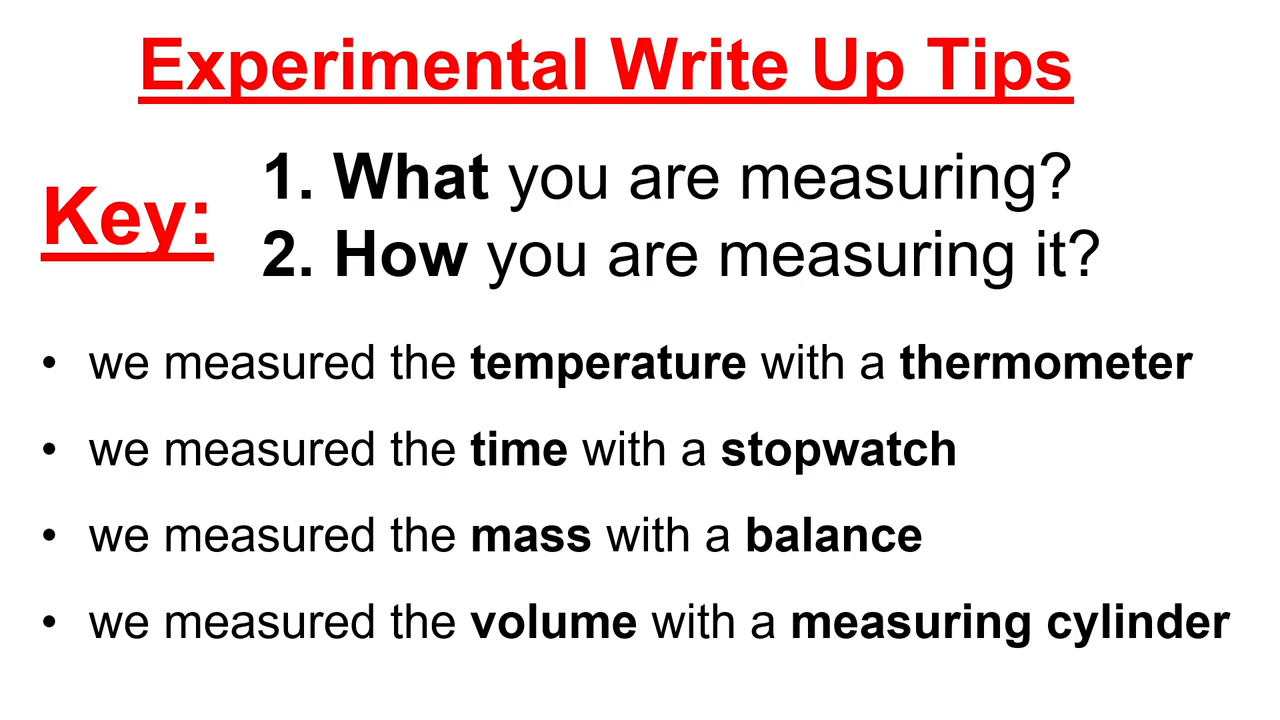 Experimental Write Up Tips
Key:
1. What you are measuring?
2. How you are measuring it?
• we measured the temperature with a thermometer
• we measured the time with a stopwatch
• we measured the mass with a balance
• we measured the volume with a measuring cylinder